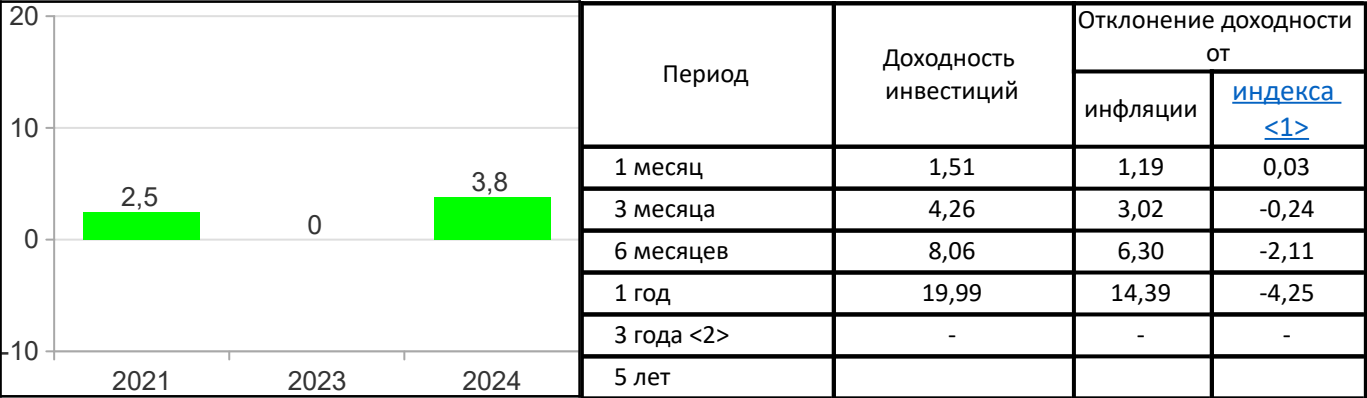 20
10
0
-10
2,5
0
3,8
2021 2023 2024
Период
Доходность
инвестиций
Отклонение доходности
от
инфляции
индекса
<1>
1 месяц 1,51 1,19 0,03
3 месяца 4,26 3,02 -0,24
6 месяцев 8,06 6,30 -2,11
1 год 19,99 14,39 -4,25
3 года <2> - - -
5 лет